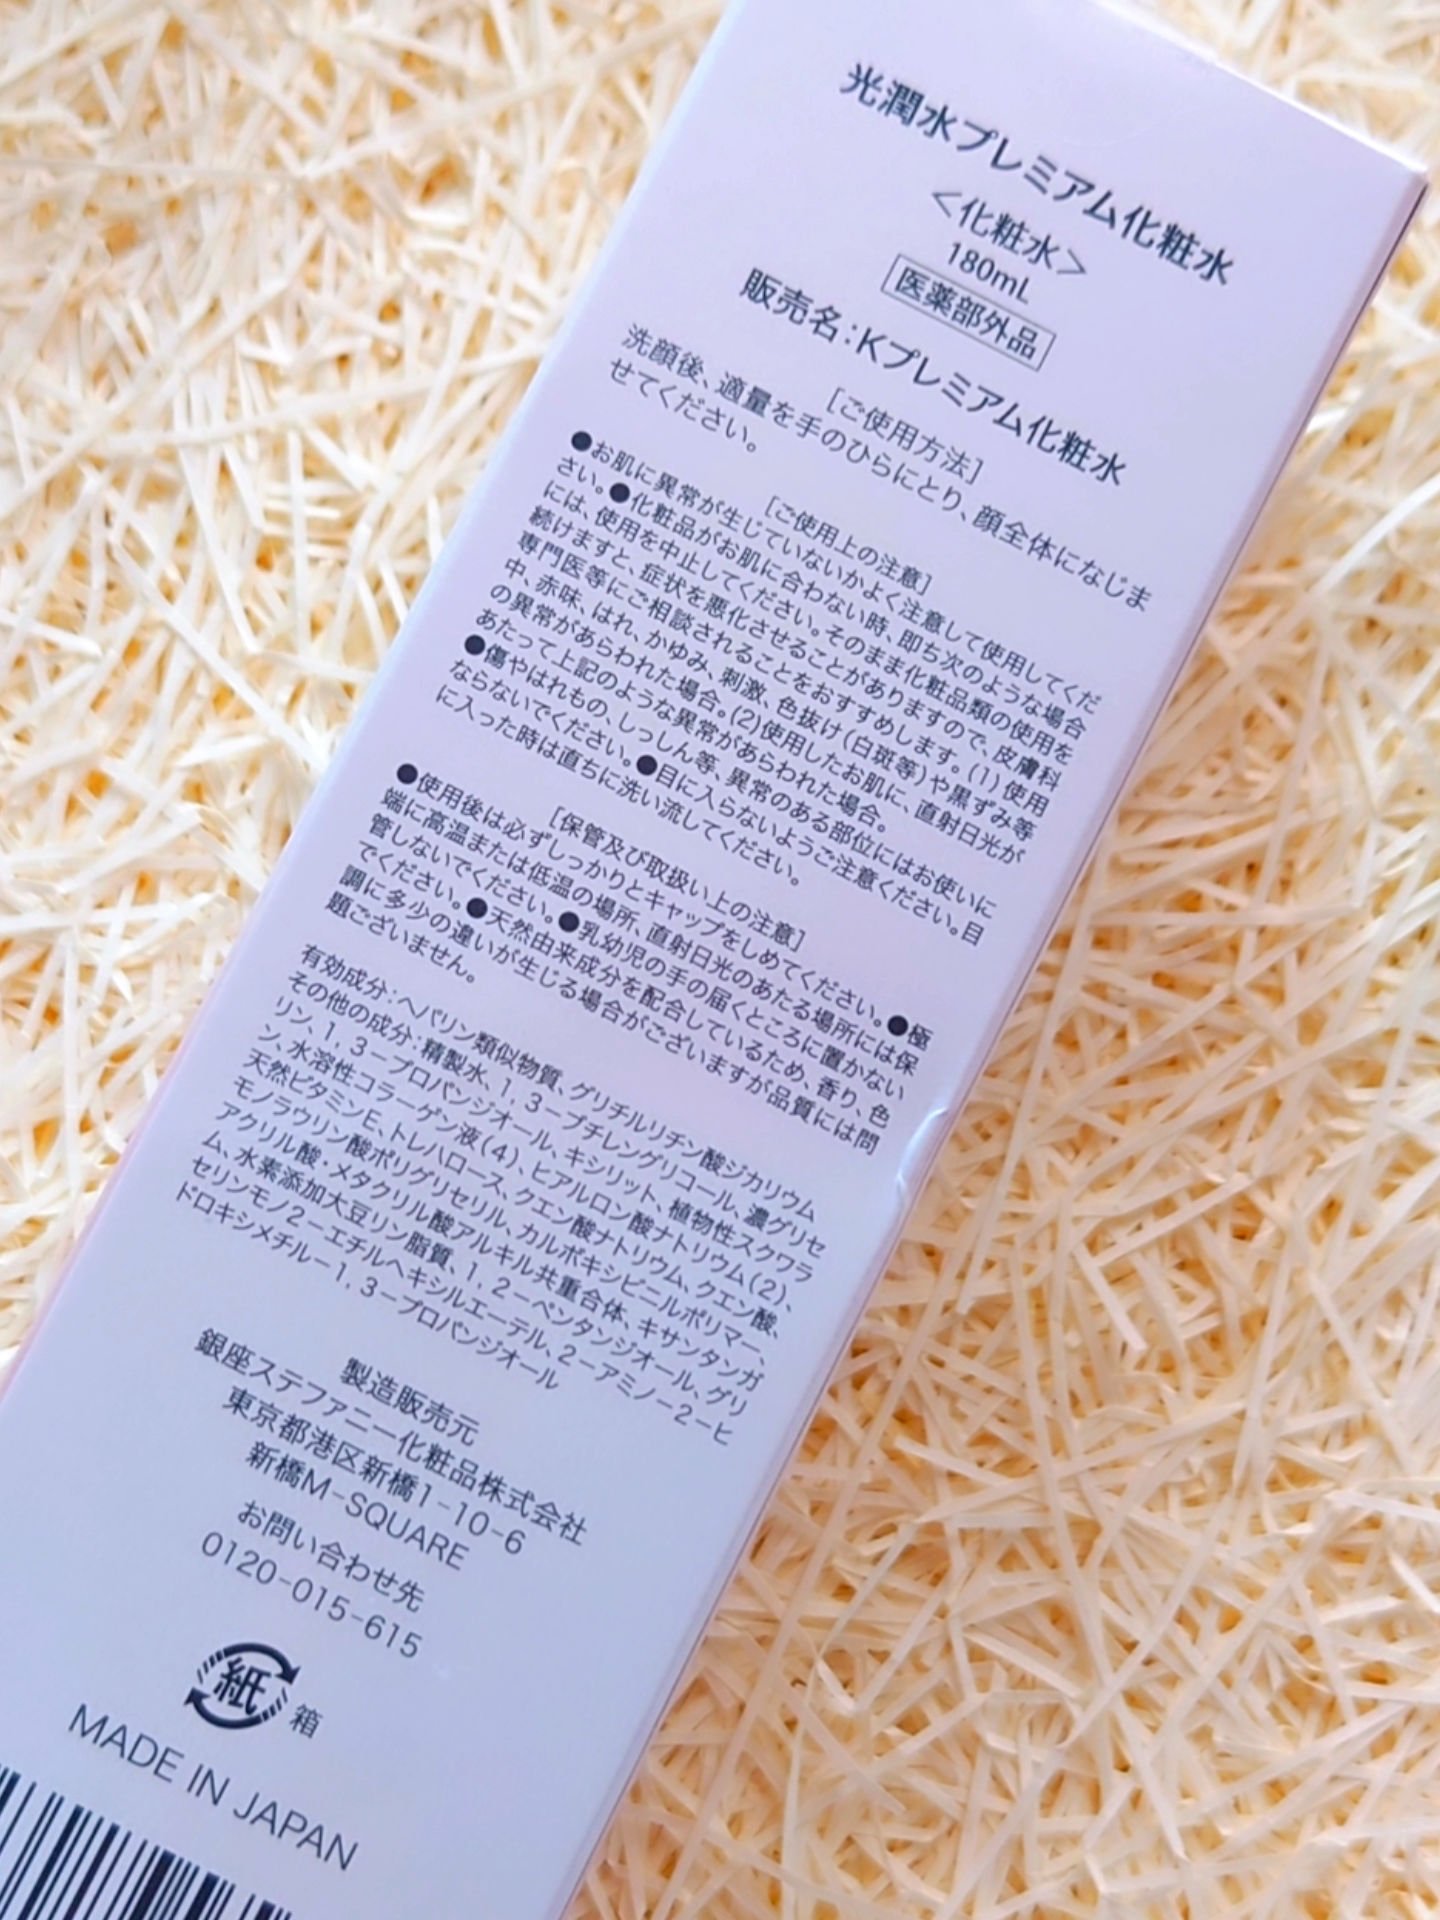 光潤水プレミアム化粧水
＜化粧水＞
180mL
医薬部外品
販売名：Kプレミアム化粧水
［ご使用方法］
洗顔後、適量を手のひらにとり、顔全体になじま
せてください。
［ご使用上の注意］
●お肌に異常が生じていないかよく注意して使用してくだ
さい。●化粧品がお肌に合わない時、即ち次のような場合
には、使用を中止してください。そのまま化粧品類の使用を
続けますと、症状を悪化させることがありますので、皮膚科
専門医等にご相談されることをおすすめします。(1)使用
中、赤味、はれ、かゆみ、刺激、色抜け(白斑等)や黒ずみ等
の異常があらわれた場合。(2)使用したお肌に、直射日光が
あたって上記のような異常があらわれた場合。
●傷やはれもの、しっしん等、異常のある部位にはお使いに
ならないでください。●目に入らないようご注意ください。目
に入った時は直ちに洗い流してください。
［保管及び取扱い上の注意］
●使用後は必ずしっかりとキャップをしめてください。●極
端に高温または低温の場所、直射日光のあたる場所には保
管しないでください。●乳幼児の手の届くところに置かない
でください。●天然由来成分を配合しているため、香り、色
調に多少の違いが生じる場合がございますが品質には問
題ございません。
有効成分：ヘパリン類似物質、グリチルリチン酸ジカリウム
その他の成分：精製水、1，3－ブチレングリコール、濃グリセ
リン、1，3－プロパンジオール、キシリット、植物性スクワラ
ン、水溶性コラーゲン液(4)、ヒアルロン酸ナトリウム(2)、
天然ビタミンE、トレハロース、クエン酸ナトリウム、クエン酸、
モノラウリン酸ポリグリセリル、カルボキシビニルポリマー、
アクリル酸・メタクリル酸アルキル共重合体、キサンタンガ
ム、水素添加大豆リン脂質、1，2－ペンタンジオール、グリ
セリンモノ2－エチルヘキシルエーテル、2－アミノ－2－ヒ
ドロキシメチル－1，3－プロパンジオール
製造販売元
銀座ステファニー化粧品株式会社
東京都港区新橋1-10-6
新橋M-SQUARE
お問い合わせ先
0120-015-615
紙 箱
MADE IN JAPAN